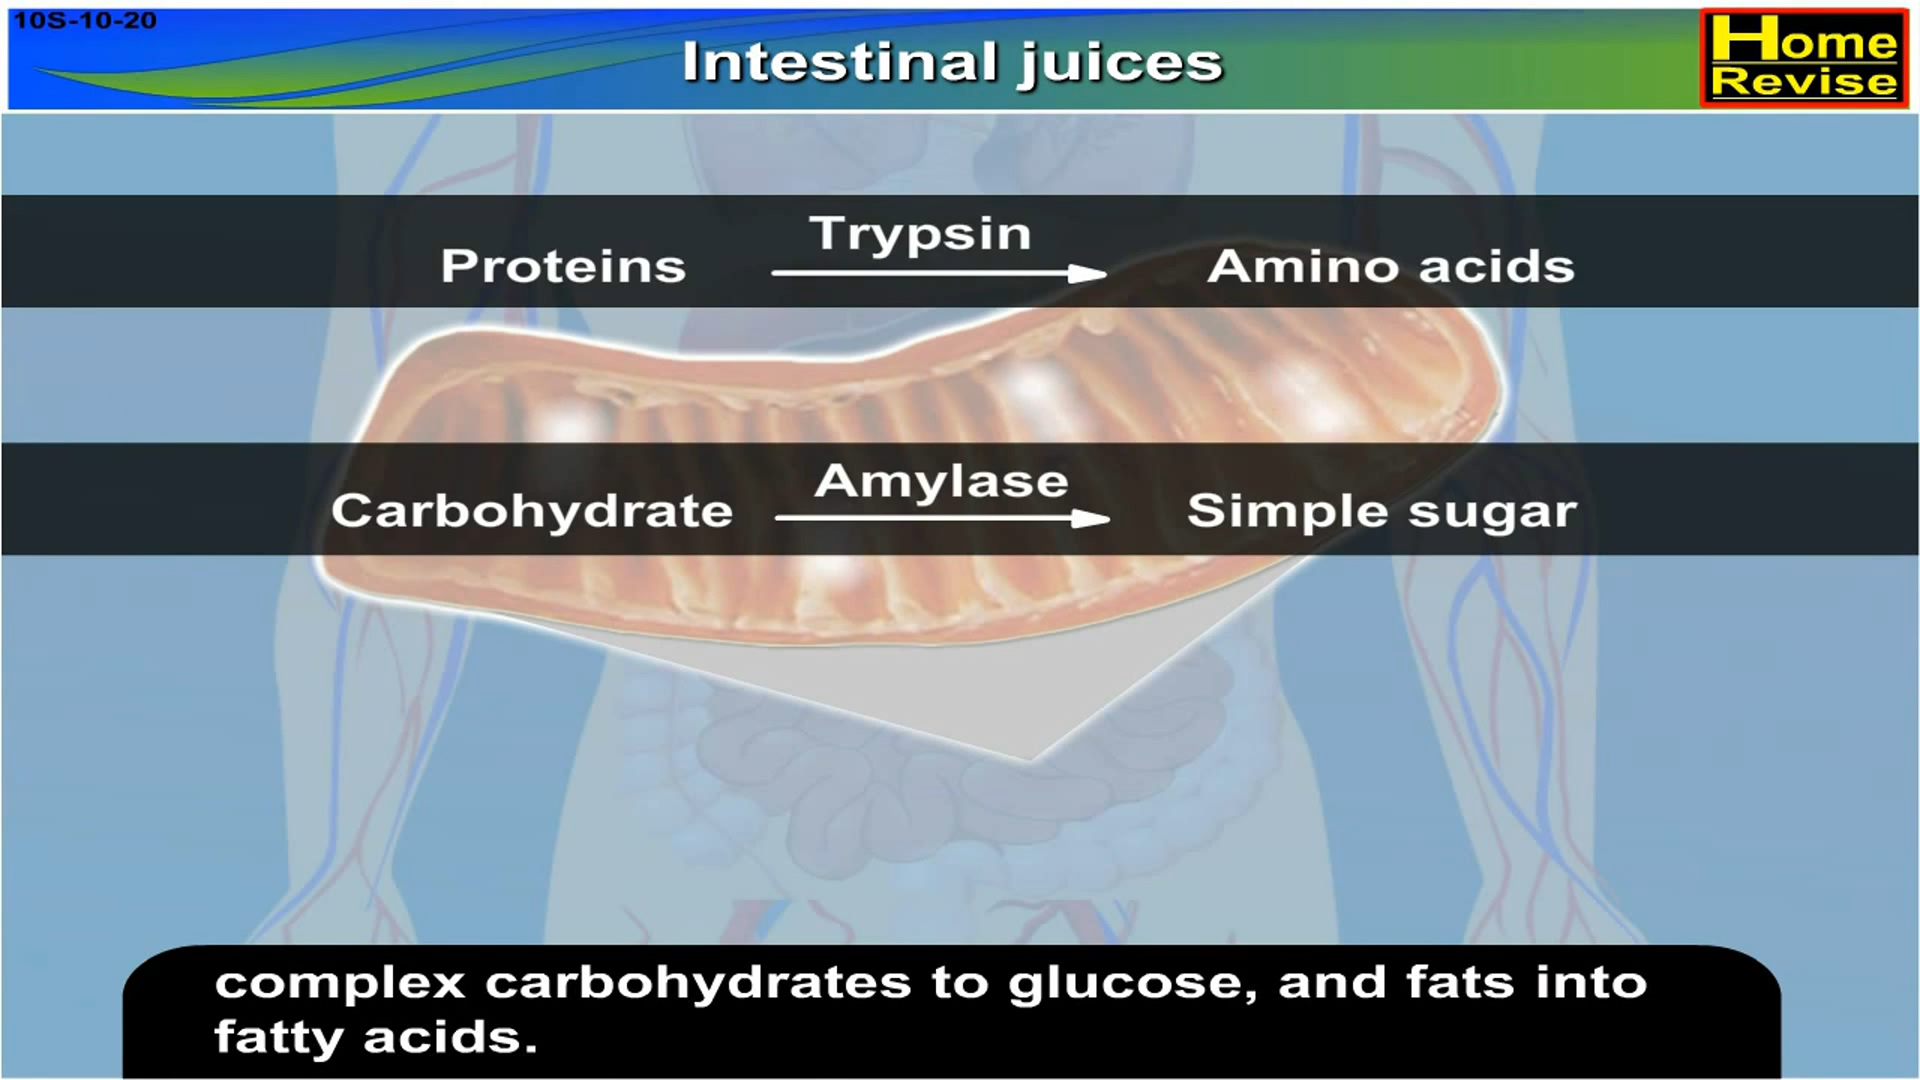 10S-10-20
Intestinal juices
Home
Revise
Trypsin
Proteins
Amino acids
Amylase
Carbohydrate
Simple sugar
complex carbohydrates to glucose, and fats into
fatty acids.